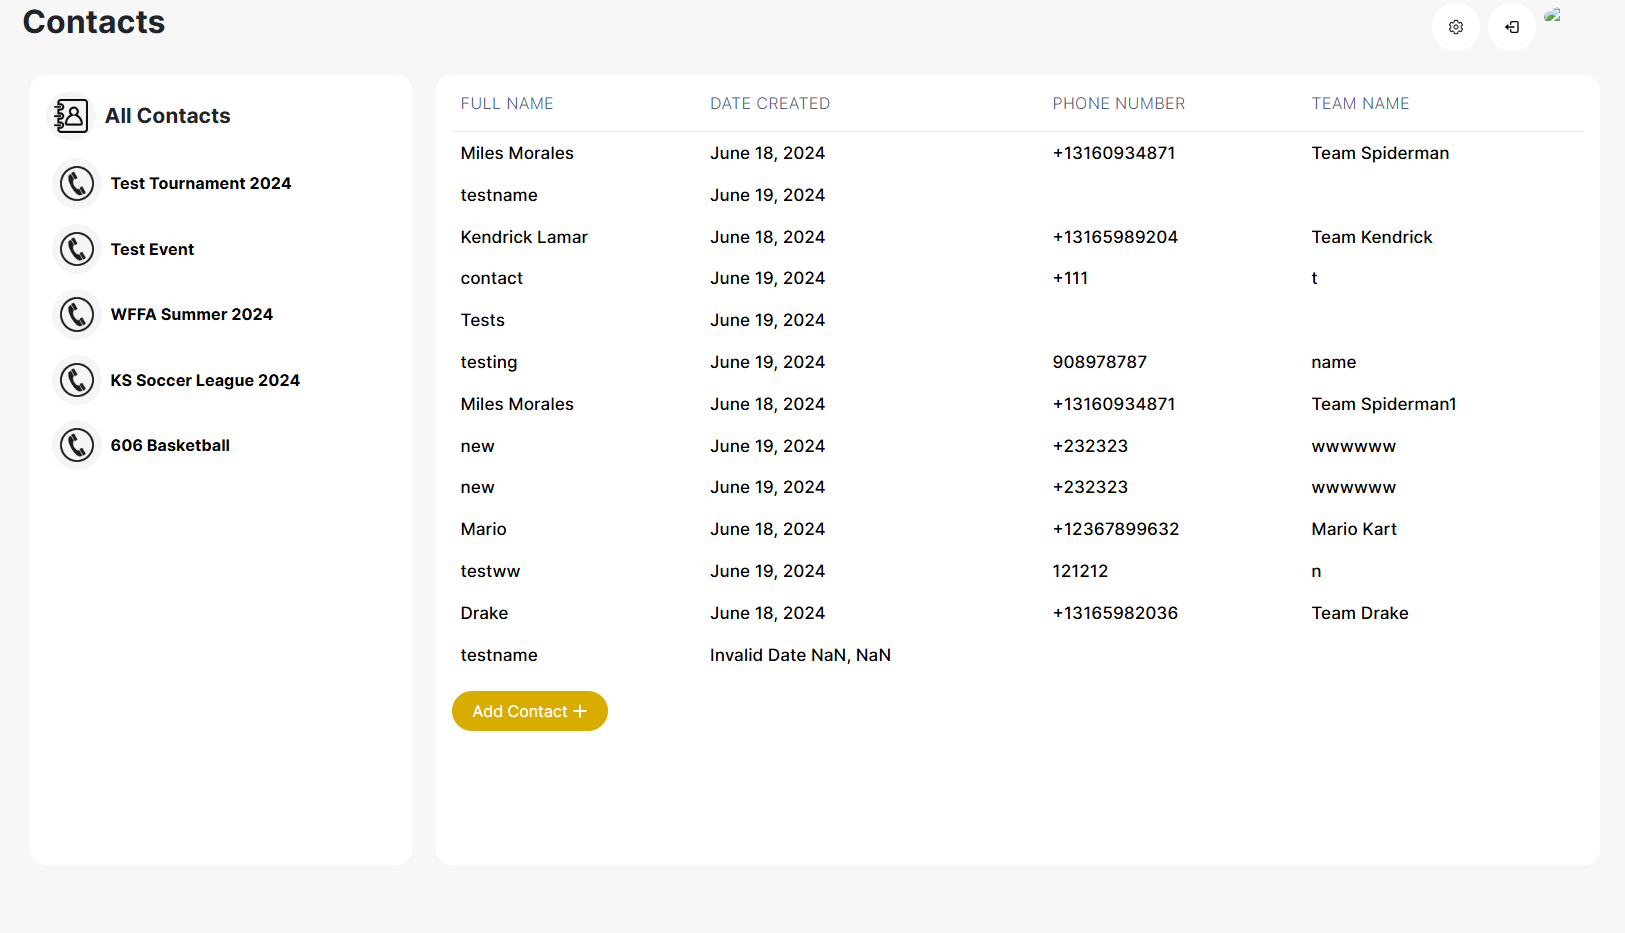 Contacts
All Contacts
Test Tournament 2024
Test Event
WFFA Summer 2024
KS Soccer League 2024
606 Basketball
FULL NAME DATE CREATED PHONE NUMBER TEAM NAME
Miles Morales June 18, 2024 +13160934871 Team Spiderman
testname June 19, 2024
Kendrick Lamar June 18, 2024 +13165989204 Team Kendrick
contact June 19, 2024 +111 t
Tests June 19, 2024
testing June 19, 2024 908978787 name
Miles Morales June 18, 2024 +13160934871 Team Spiderman1
new June 19, 2024 +232323 wwwwww
new June 19, 2024 +232323 wwwwww
Mario June 18, 2024 +12367899632 Mario Kart
testww June 19, 2024 121212 n
Drake June 18, 2024 +13165982036 Team Drake
testname Invalid Date NaN, NaN
Add Contact +